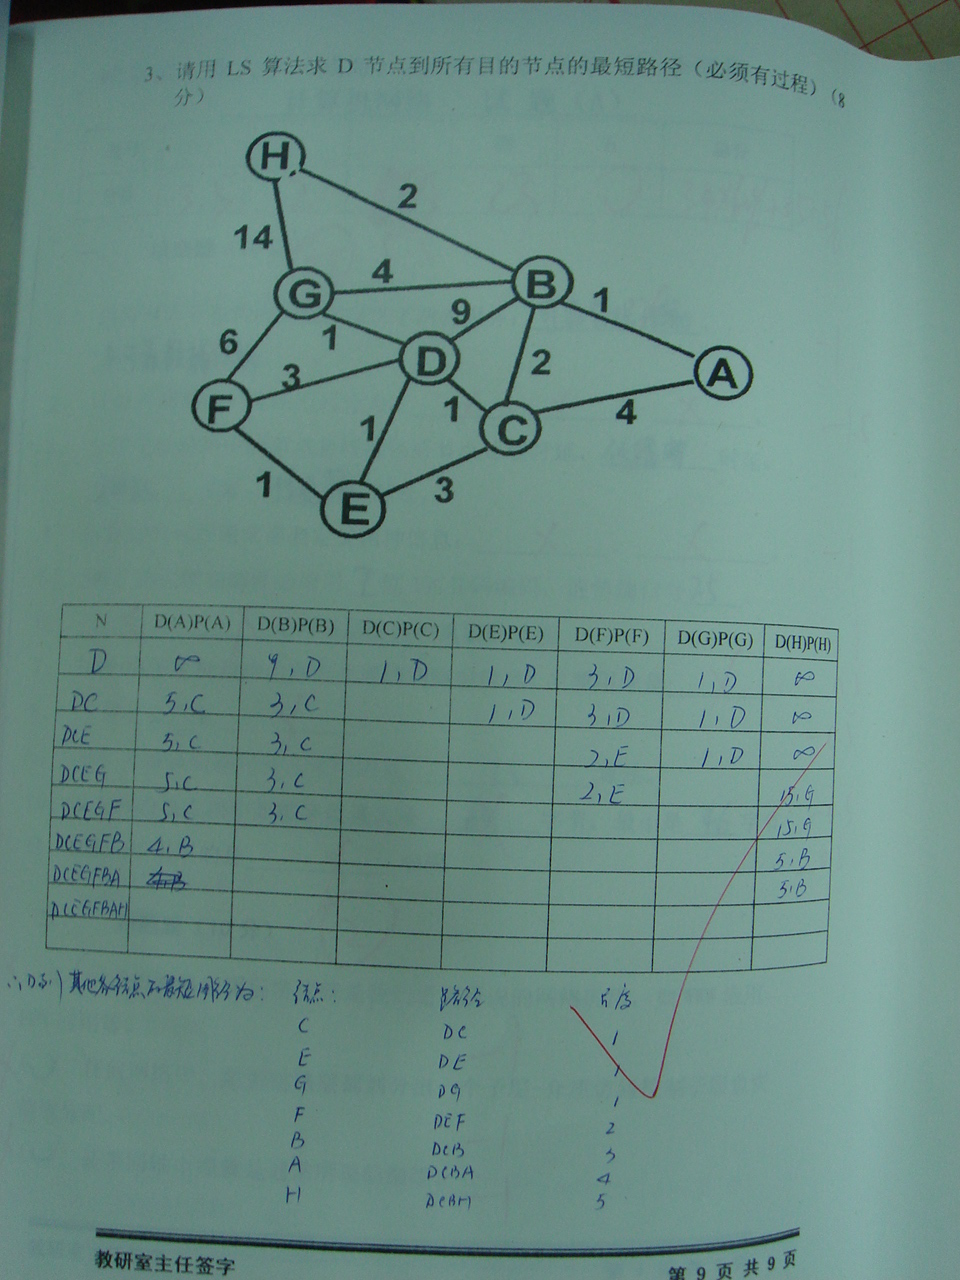 3、请用 LS 算法求 D 节点到所有目的节点的最短路径（必须有过程）（8
分）
H
2
14
G
4
B
1
9
6
1
D
2
A
F
3
1
1
C
4
1
3
E
N D(A)P(A) D(B)P(B) D(C)P(C) D(E)P(E) D(F)P(F) D(G)P(G) D(H)P(H)
D ∞ 9,D 1,D 1,D 3,D 1,D ∞
DC 5,C 3,C 1,D 3,D 1,D ∞
DCE 5,C 3,C 2,E 1,D ∞
DCEG 5,C 3,C 2,E 15,G
DCEGF 5,C 3,C 15,G
DCEGFB 4,B 5,B
DCEGFBA 4,B 5,B
DCEGFBAH
∴D到其他各结点的最短路径为: 结点: 路径 长度
C DC 1
E DE 1
G DG 1
F DEF 2
B DCB 3
A DCBA 4
H DCBH 5
教研室主任签字 第 9 页 共 9 页